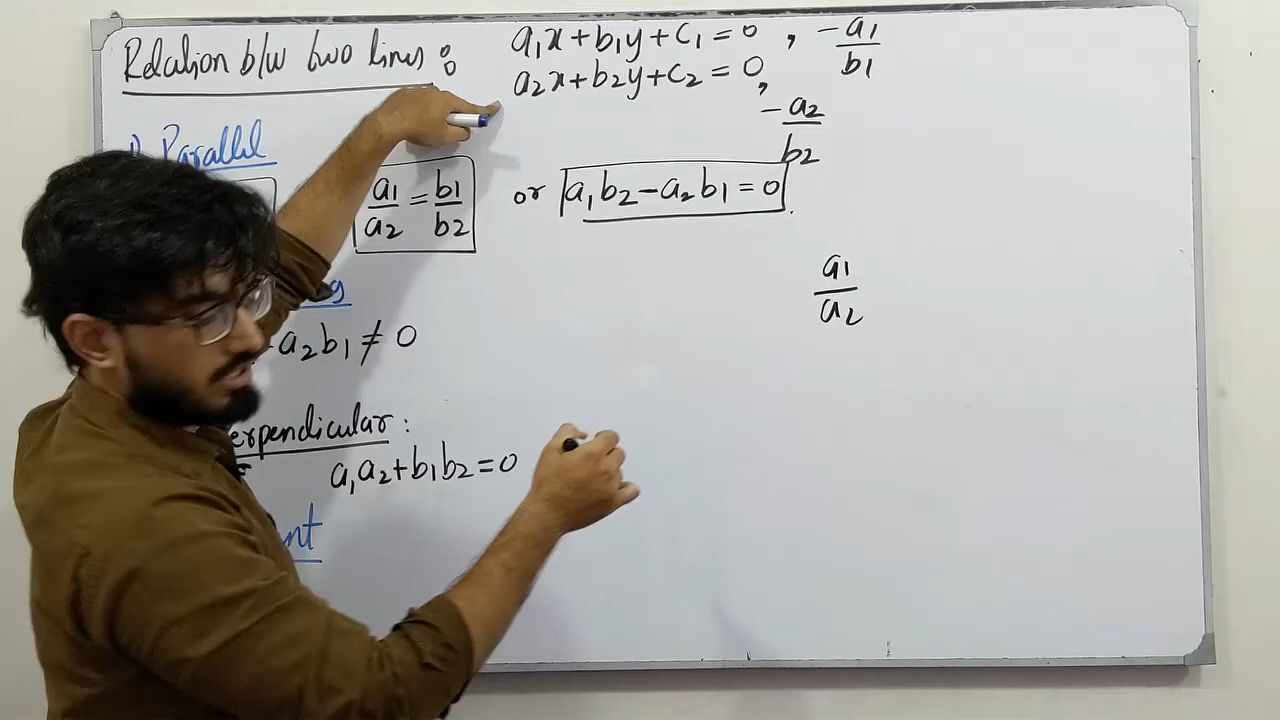 Relation b/w two lines :
a₁x + b₁y + c₁ = 0 , -a₁/b₁
a₂x + b₂y + c₂ = 0 , -a₂/b₂
Parallel
a₁/a₂ = b₁/b₂ or a₁b₂ - a₂b₁ = 0
a₁/a₂
a₂b₁ ≠ 0
erpendicular :
a₁a₂ + b₁b₂ = 0